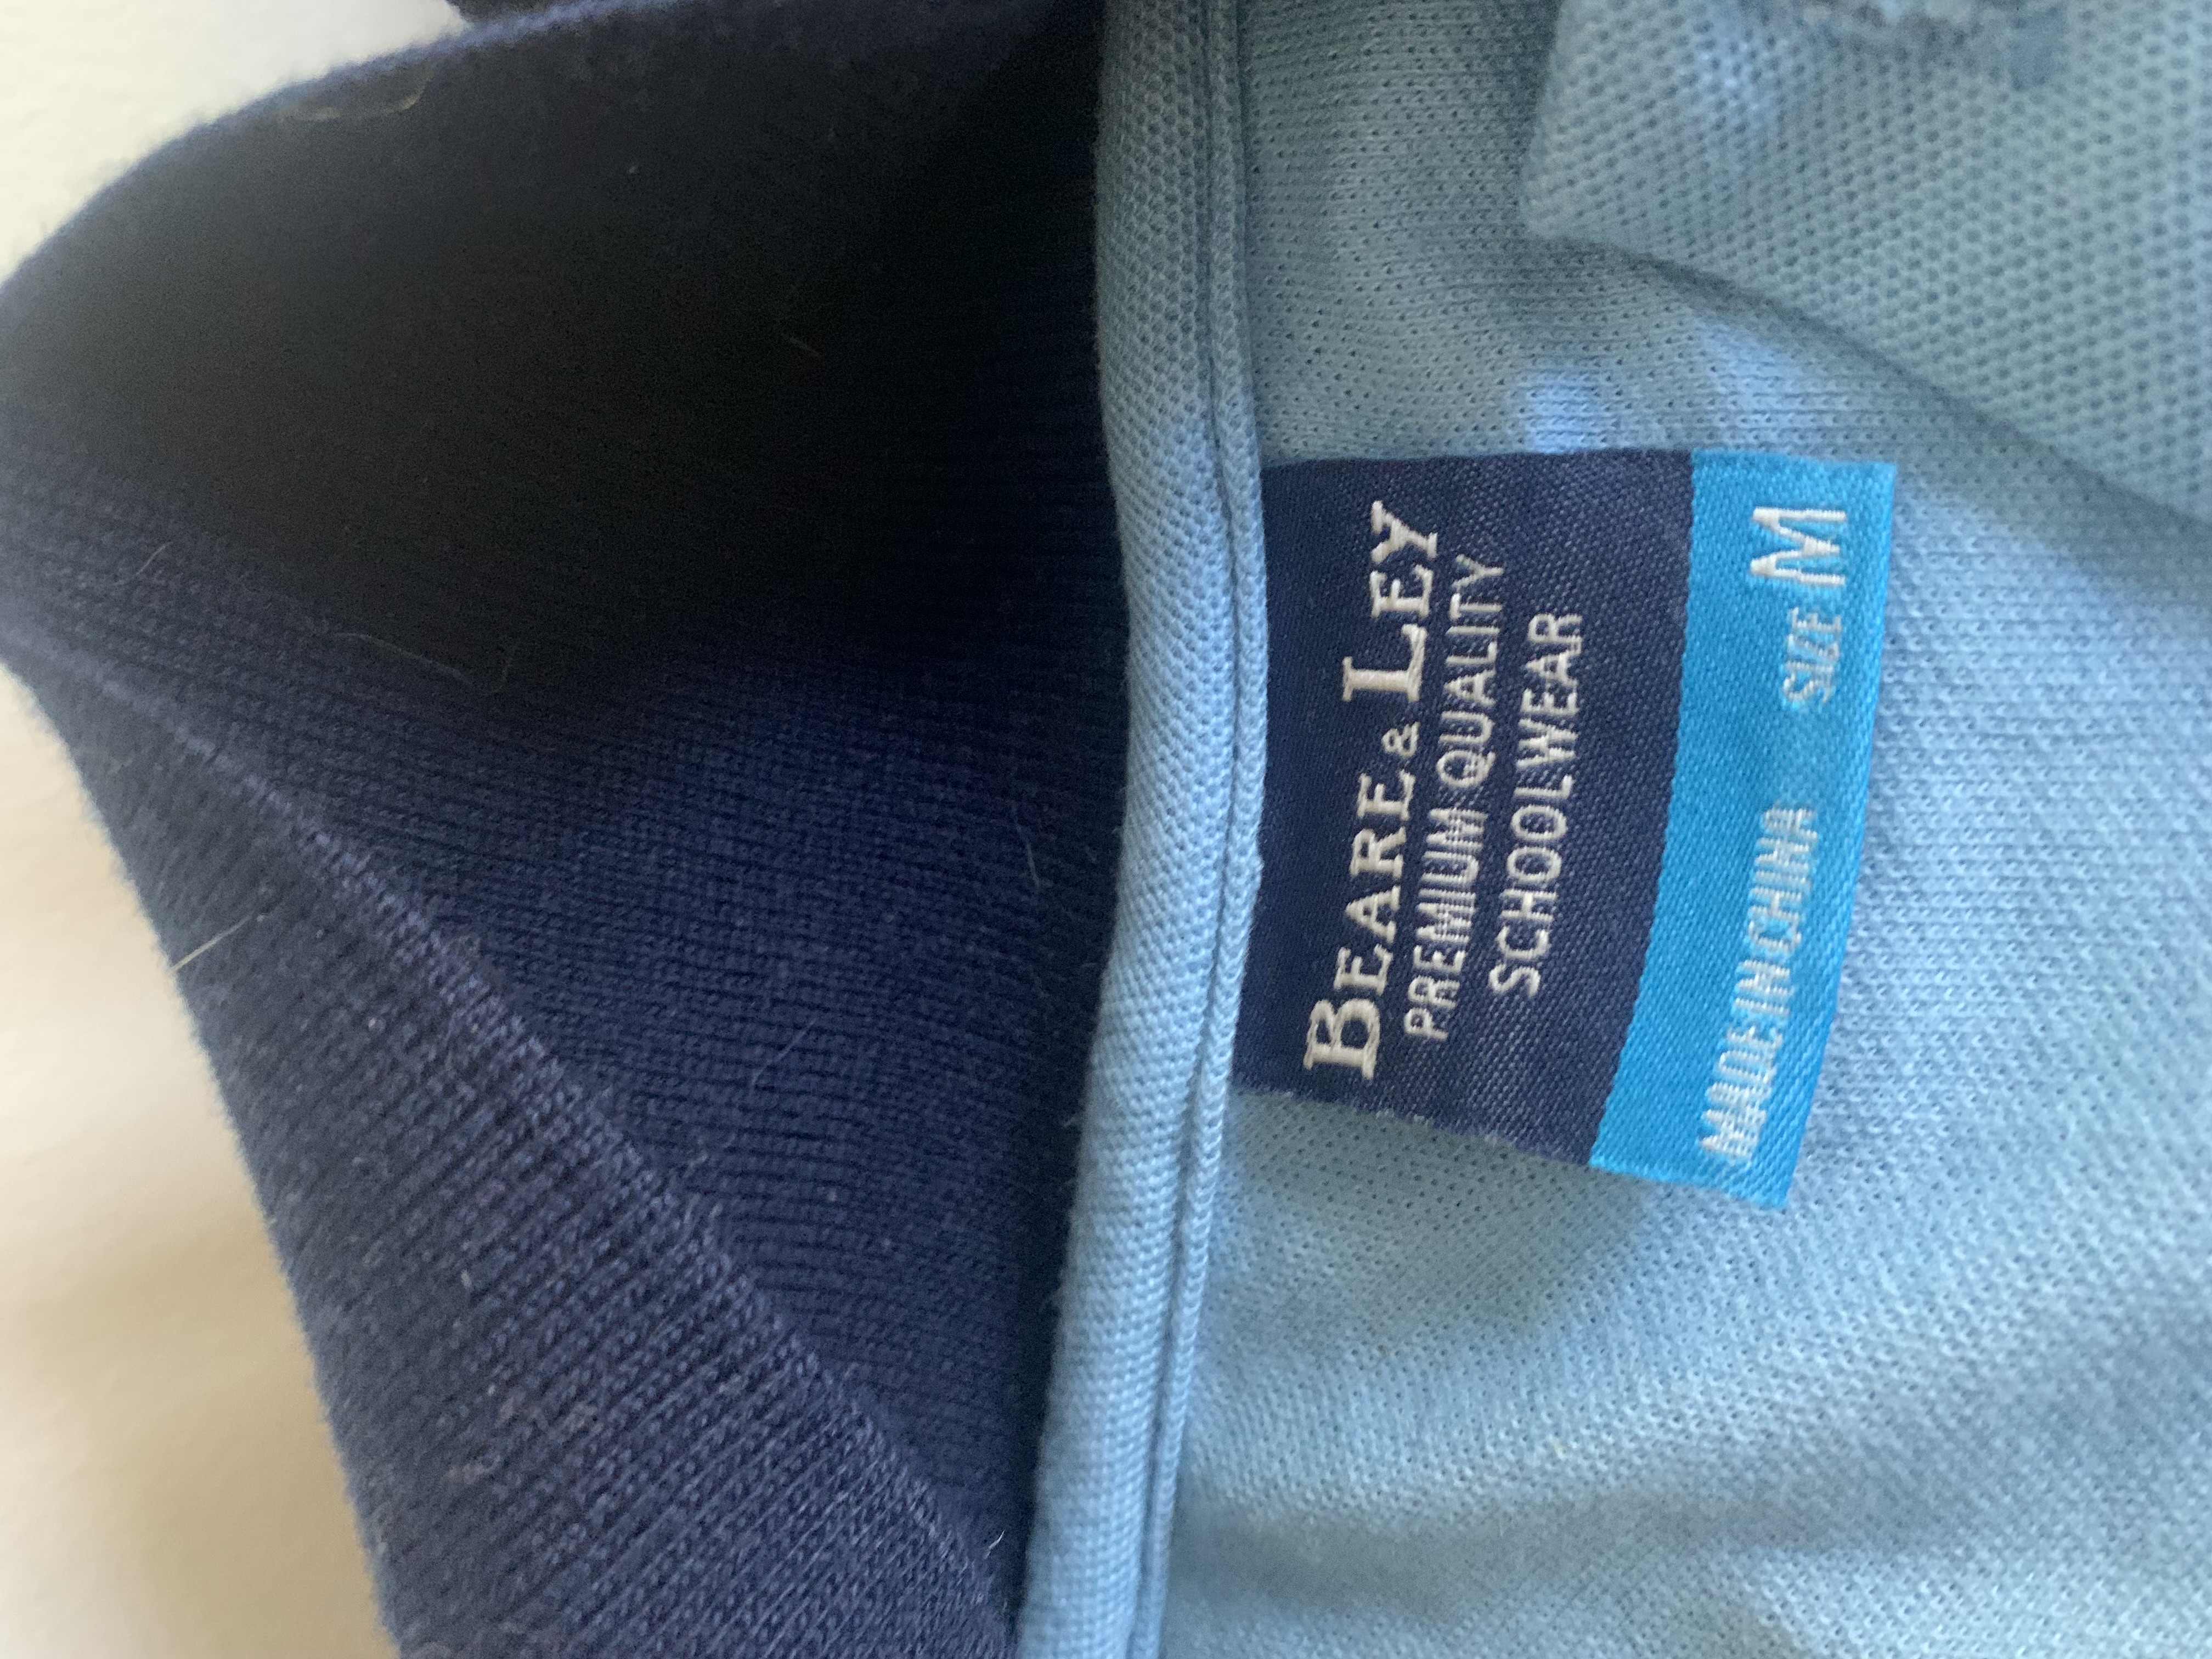 BEARE & LEY
PREMIUM QUALITY
SCHOOLWEAR
MADE IN CHINA SIZE M